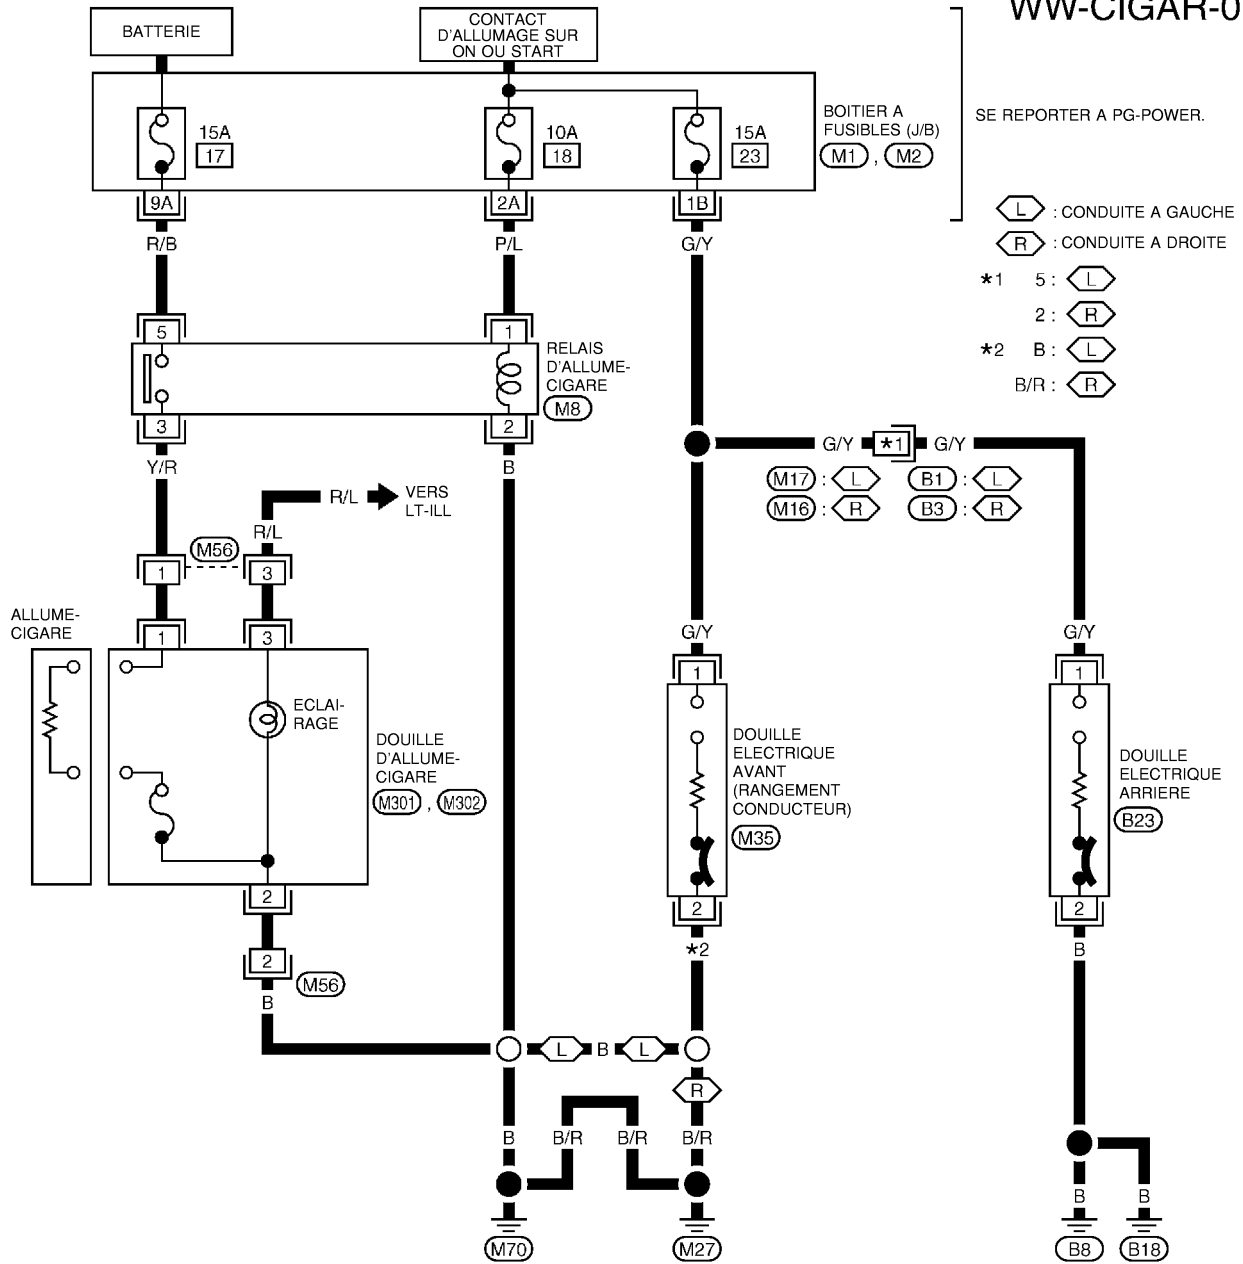 WW-CIGAR-0
BATTERIE
CONTACT
D'ALLUMAGE SUR
ON OU START
15A
17
10A
18
15A
23
BOITIER A
FUSIBLES (J/B)
M1 , M2
SE REPORTER A PG-POWER.
9A
2A
1B
R/B
P/L
G/Y
L : CONDUITE A GAUCHE
R : CONDUITE A DROITE
*1 5 : L
2 : R
*2 B : L
B/R : R
5
1
RELAIS
D'ALLUME-
CIGARE
M8
3
2
Y/R
B
G/Y *1 G/Y
M17 : L B1 : L
M16 : R B3 : R
R/L
VERS
LT-ILL
R/L
M56
1
3
ALLUME-
CIGARE
1
3
G/Y
G/Y
1
1
ECLAI-
RAGE
DOUILLE
D'ALLUME-
CIGARE
M301 , M302
DOUILLE
ELECTRIQUE
AVANT
(RANGEMENT
CONDUCTEUR)
M35
DOUILLE
ELECTRIQUE
ARRIERE
B23
2
2
2
*2
B
2
M56
B
L B L
R
B
B/R
B/R
B/R
B
B
M70
M27
B8
B18